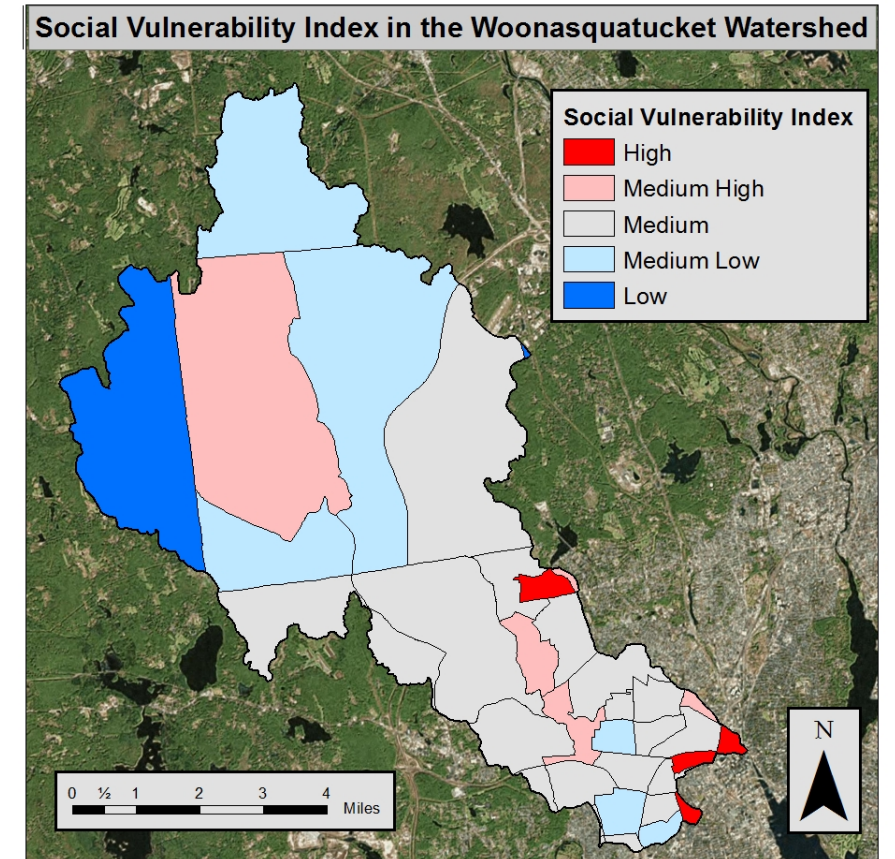 Social Vulnerability Index in the Woonasquatucket Watershed
Social Vulnerability Index
High
Medium High
Medium
Medium Low
Low
N
0 ½ 1 2 3 4
Miles